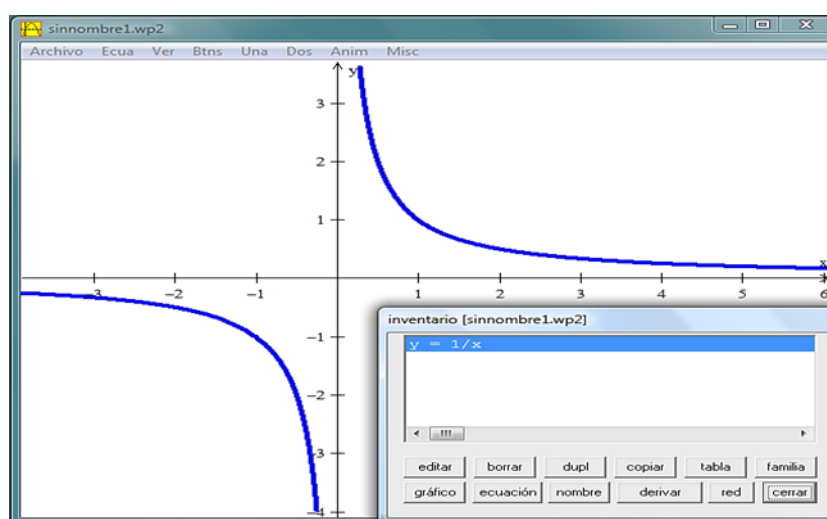 sinnombre1.wp2
Archivo Ecua Ver Btns Una Dos Anim Misc
y
3
2
1
x
-3 -2 -1 1 2 3 4 5 6
-1
-2
-3
-4
inventario [sinnombre1.wp2]
y = 1/x
editar borrar dupl copiar tabla familia
gráfico ecuación nombre derivar red cerrar